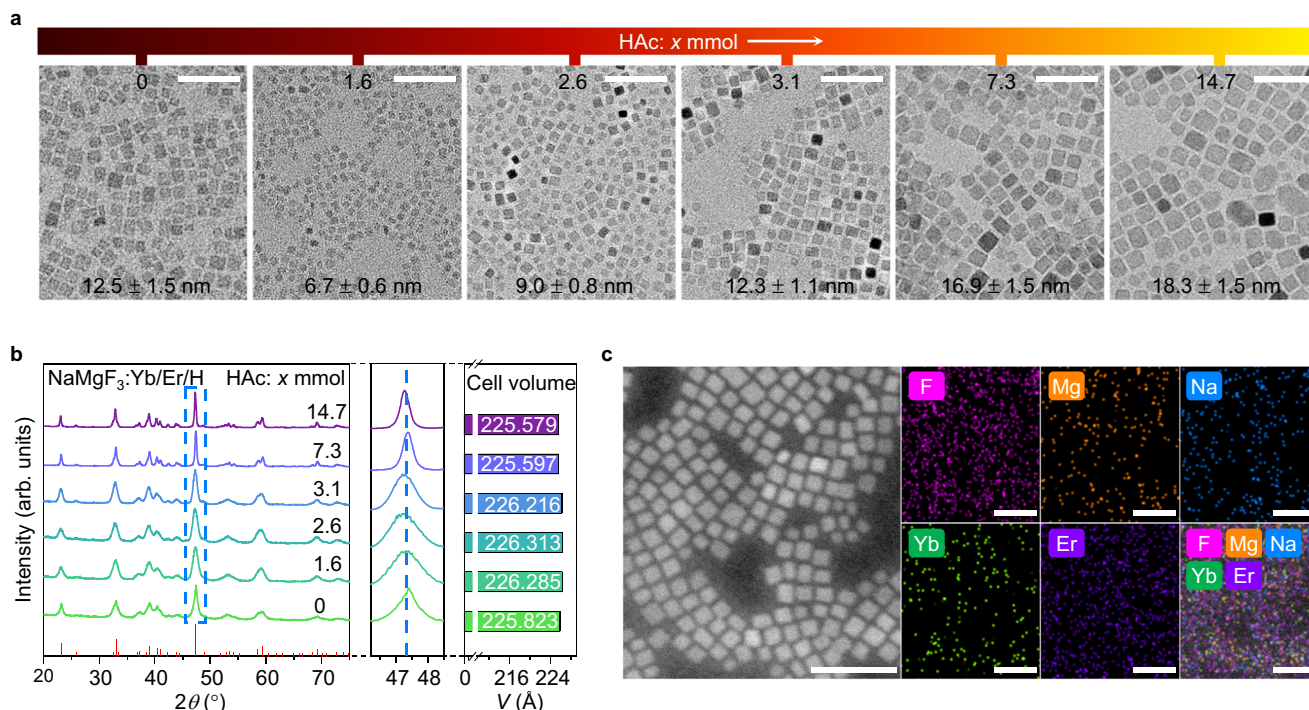 a
HAc: x mmol
0
1.6
2.6
3.1
7.3
14.7
12.5 ± 1.5 nm
6.7 ± 0.6 nm
9.0 ± 0.8 nm
12.3 ± 1.1 nm
16.9 ± 1.5 nm
18.3 ± 1.5 nm
b
NaMgF₃:Yb/Er/H
HAc: x mmol
Intensity (arb. units)
14.7
7.3
3.1
2.6
1.6
0
20
30
40
50
60
70
2θ (°)
47
48
Cell volume
225.579
225.597
226.216
226.313
226.285
225.823
0
216
224
V (Å)
c
F
Mg
Na
Yb
Er
F Mg Na
Yb Er